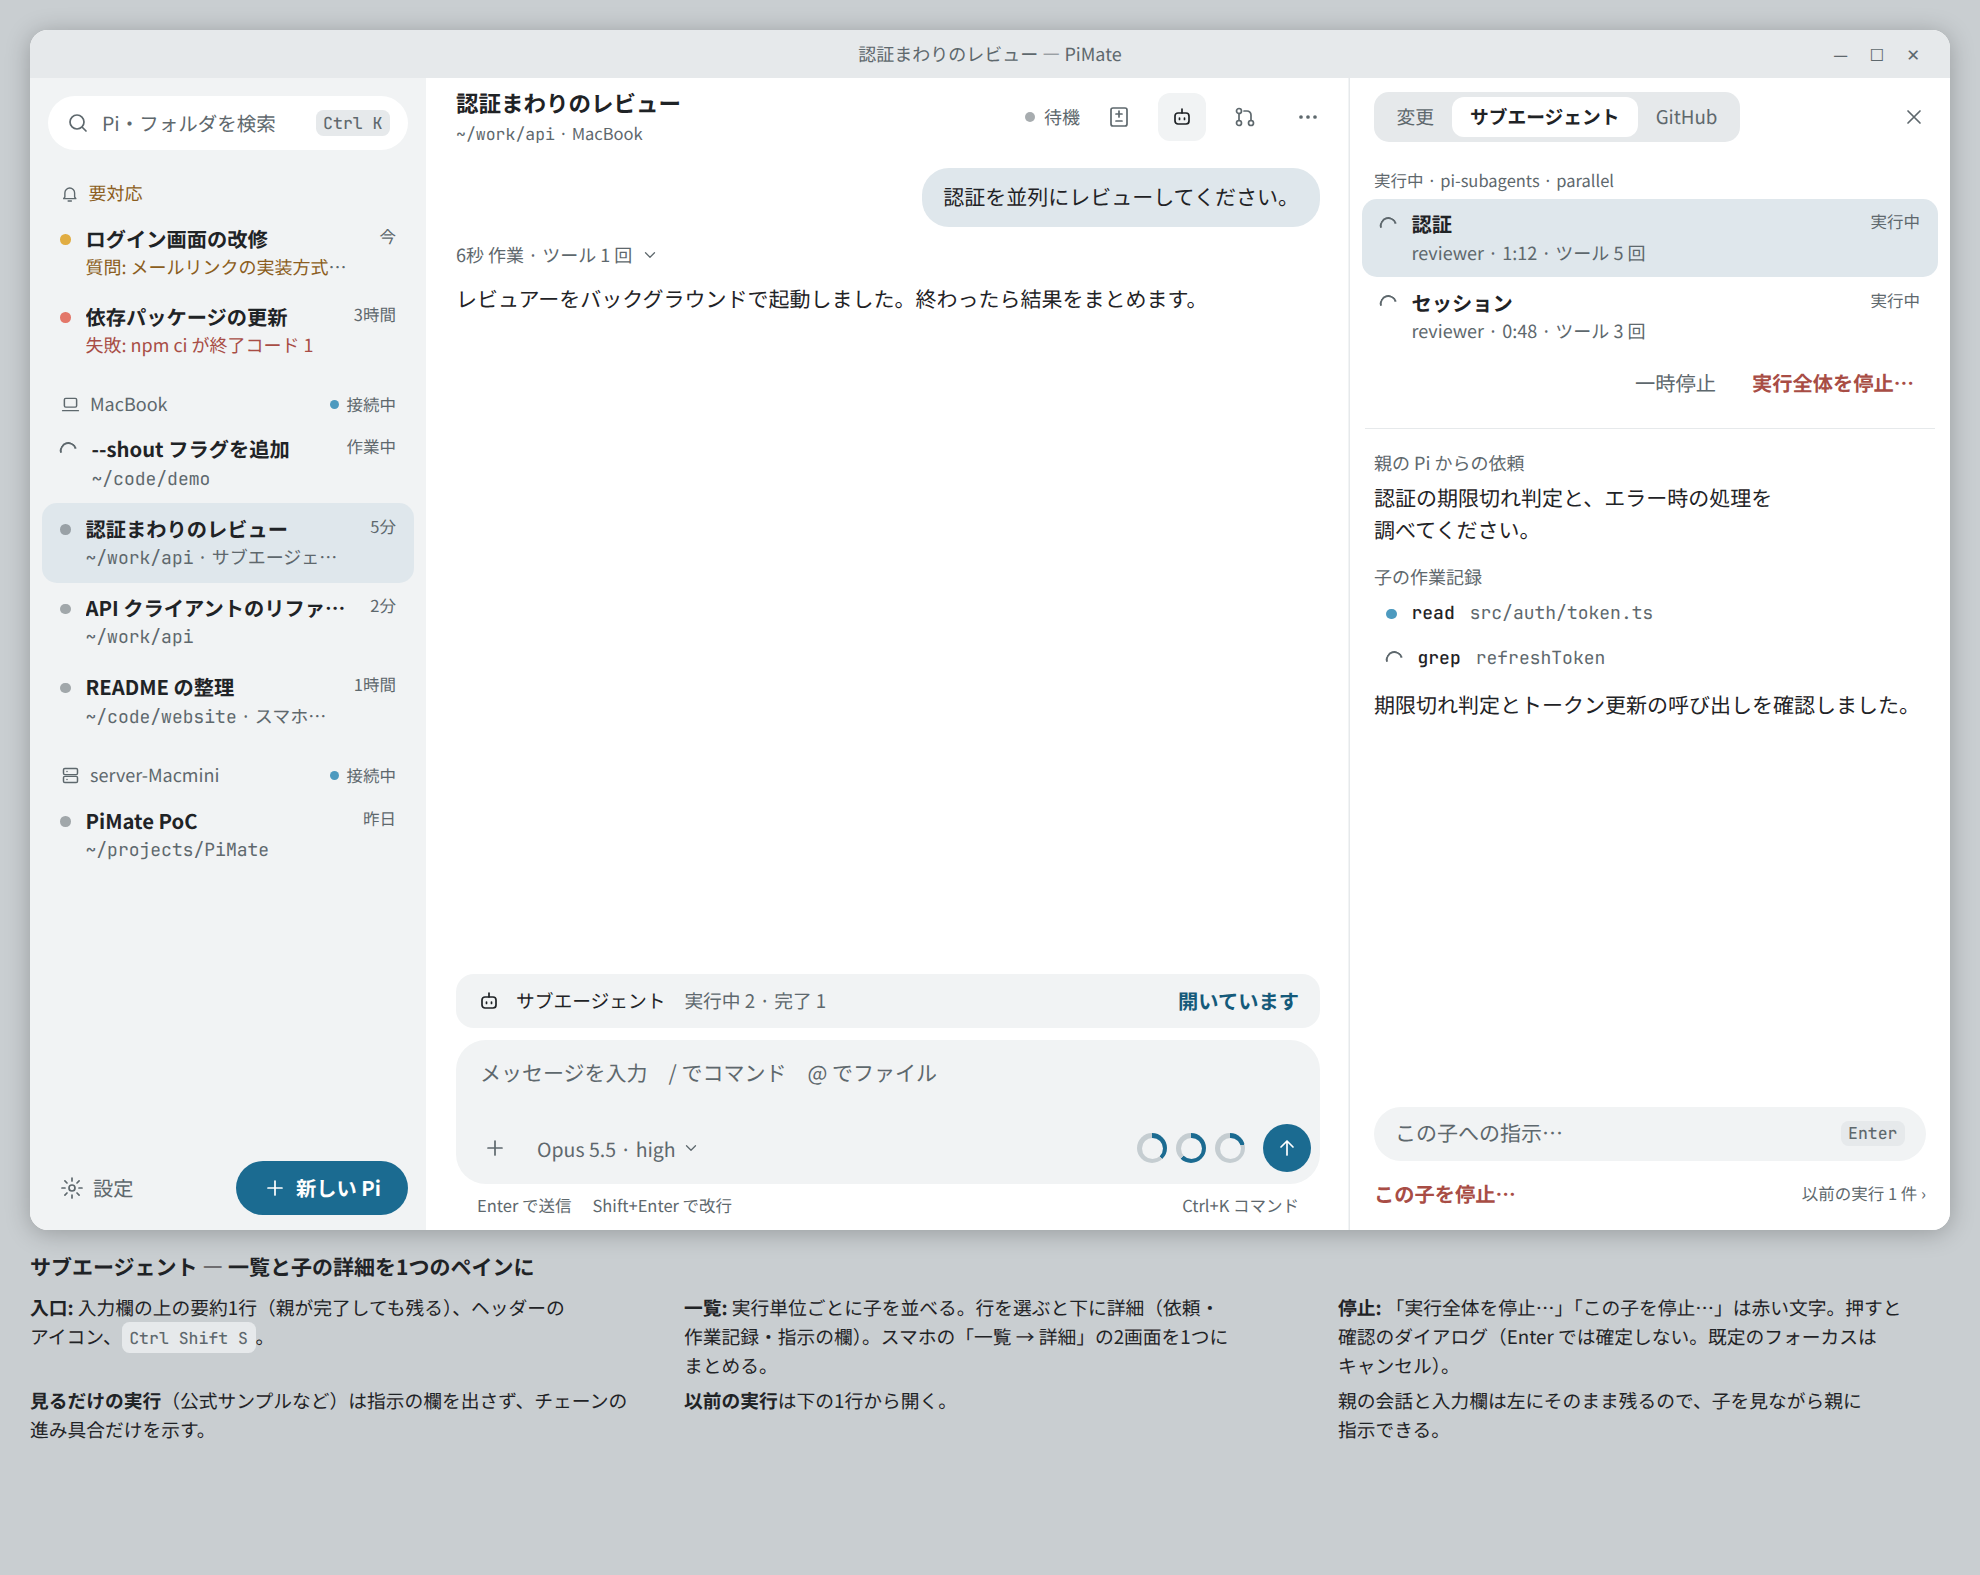 認証まわりのレビュー — PiMate
Pi・フォルダを検索 Ctrl K
要対応
ログイン画面の改修 今
質問: メールリンクの実装方式…
依存パッケージの更新 3時間
失敗: npm ci が終了コード 1
MacBook 接続中
--shout フラグを追加 作業中
~/code/demo
認証まわりのレビュー 5分
~/work/api · サブエージェ…
API クライアントのリファ… 2分
~/work/api
README の整理 1時間
~/code/website · スマホ…
server-Macmini 接続中
PiMate PoC 昨日
~/projects/PiMate
設定
新しい Pi
認証まわりのレビュー
~/work/api · MacBook
待機
認証を並列にレビューしてください。
6秒 作業 · ツール 1 回
レビュアーをバックグラウンドで起動しました。終わったら結果をまとめます。
サブエージェント 実行中 2 · 完了 1 開いています
メッセージを入力 / でコマンド @ でファイル
Opus 5.5 · high
Enter で送信 Shift+Enter で改行 Ctrl+K コマンド
変更 サブエージェント GitHub
実行中 · pi-subagents · parallel
認証 実行中
reviewer · 1:12 · ツール 5 回
セッション 実行中
reviewer · 0:48 · ツール 3 回
一時停止 実行全体を停止…
親の Pi からの依頼
認証の期限切れ判定と、エラー時の処理を
調べてください。
子の作業記録
read src/auth/token.ts
grep refreshToken
期限切れ判定とトークン更新の呼び出しを確認しました。
この子への指示… Enter
この子を停止… 以前の実行 1 件 ›
サブエージェント — 一覧と子の詳細を1つのペインに
入口: 入力欄の上の要約1行（親が完了しても残る）、ヘッダーの
アイコン、 Ctrl Shift S 。
一覧: 実行単位ごとに子を並べる。行を選ぶと下に詳細（依頼・
作業記録・指示の欄）。スマホの「一覧 → 詳細」の2画面を1つに
まとめる。
停止: 「実行全体を停止…」「この子を停止…」は赤い文字。押すと
確認のダイアログ（Enter では確定しない。既定のフォーカスは
キャンセル）。
見るだけの実行（公式サンプルなど）は指示の欄を出さず、チェーンの
進み具合だけを示す。
以前の実行は下の1行から開く。
親の会話と入力欄は左にそのまま残るので、子を見ながら親に
指示できる。